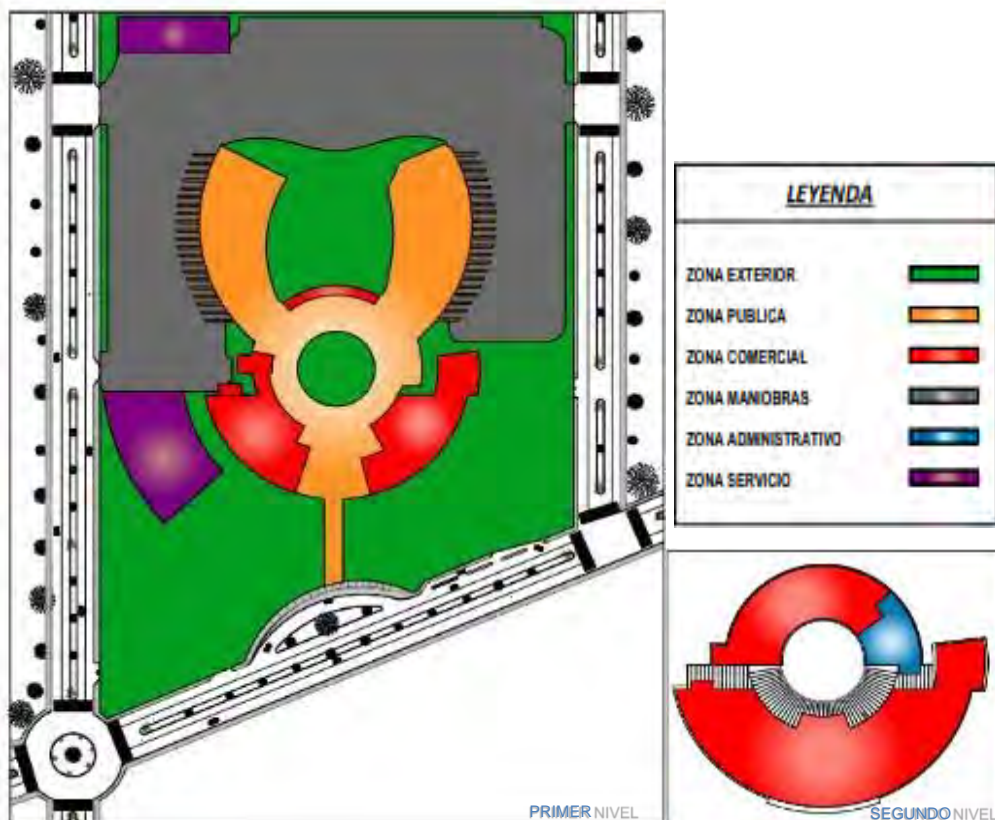 LEYENDA
ZONA EXTERIOR
ZONA PUBLICA
ZONA COMERCIAL
ZONA MANIOBRAS
ZONA ADMINISTRATIVO
ZONA SERVICIO
PRIMER NIVEL
SEGUNDO NIVEL